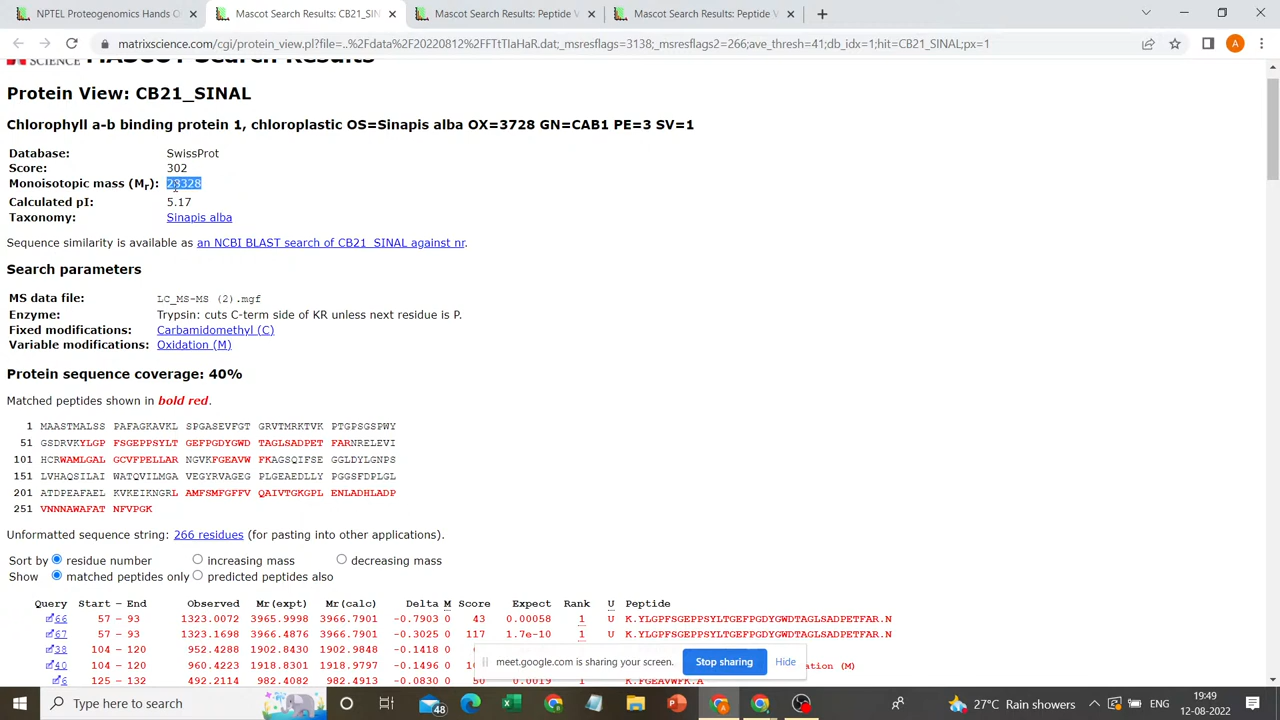 NPTEL Proteogenomics Hands O
Mascot Search Results: CB21_SIN
Mascot Search Results: Peptide V
Mascot Search Results: Peptide V
matrixscience.com/cgi/protein_view.pl?file=..%2Fdata%2F20220812%2FFTtTIaHaR.dat;_msresflags=3138;_msresflags2=266;ave_thresh=41;db_idx=1;hit=CB21_SINAL;px=1
A
SCIENCE MASCOT Search Results
Protein View: CB21_SINAL
Chlorophyll a-b binding protein 1, chloroplastic OS=Sinapis alba OX=3728 GN=CAB1 PE=3 SV=1
Database: SwissProt
Score: 302
Monoisotopic mass (Mr): 28328
Calculated pI: 5.17
Taxonomy: Sinapis alba
Sequence similarity is available as an NCBI BLAST search of CB21_SINAL against nr.
Search parameters
MS data file: LC_MS-MS (2).mgf
Enzyme: Trypsin: cuts C-term side of KR unless next residue is P.
Fixed modifications: Carbamidomethyl (C)
Variable modifications: Oxidation (M)
Protein sequence coverage: 40%
Matched peptides shown in bold red.
1 MAASTMALSS PAFAGKAVKL SPGASEVFGT GRVTMRKTVK PTGPSGSPWY
51 GSDRVKYLGP FSGEPPSYLT GEFPGDYGWD TAGLSADPET FARNRELEVI
101 HCRWAMLGAL GCVFPELLAR NGVKFGEAVW FKAGSQIFSE GGLDYLGNPS
151 LVHAQSILAI WATQVILMGA VEGYRVAGEG PLGEAEDLLY PGGSFDPLGL
201 ATDPEAFAEL KVKEIKNGRL AMFSMFGFFV QAIVTGKGPL ENLADHLADP
251 VNNNAWAFAT NFVPGK
Unformatted sequence string: 266 residues (for pasting into other applications).
Sort by residue number increasing mass decreasing mass
Show matched peptides only predicted peptides also
Query Start – End Observed Mr(expt) Mr(calc) Delta M Score Expect Rank U Peptide
66 57 – 93 1323.0072 3965.9998 3966.7901 -0.7903 0 43 0.00058 1 U K.YLGPFSGEPPSYLTGEFPGDYGWDTAGLSADPETFAR.N
67 57 – 93 1323.1698 3966.4876 3966.7901 -0.3025 0 117 1.7e-10 1 U K.YLGPFSGEPPSYLTGEFPGDYGWDTAGLSADPETFAR.N
38 104 – 120 952.4288 1902.8430 1902.9848 -0.1418 0
40 104 – 120 960.4223 1918.8301 1918.9797 -0.1496 0 ation (M)
6 125 – 132 492.2114 982.4082 982.4913 -0.0830 0 50 0.0019 1 U K.FGEAVWFK.A
meet.google.com is sharing your screen. Stop sharing Hide
Type here to search
48
27°C Rain showers
ENG
19:49
12-08-2022